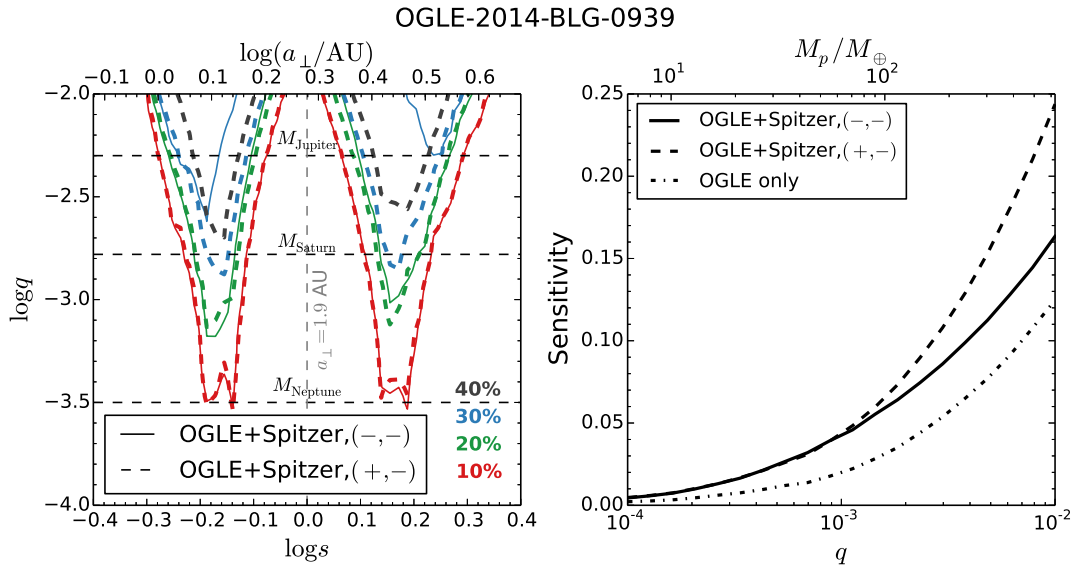 OGLE-2014-BLG-0939
log(a⊥/AU)
−0.1 0.0 0.1 0.2 0.3 0.4 0.5 0.6
−2.0
−2.5
−3.0
−3.5
−4.0
logq
M_Jupiter
M_Saturn
a⊥=1.9 AU
M_Neptune
40%
30%
20%
10%
OGLE+Spitzer,(−,−)
OGLE+Spitzer,(+,−)
−0.4 −0.3 −0.2 −0.1 0.0 0.1 0.2 0.3 0.4
logs
M_p/M_⊕
10^1 10^2
0.25
0.20
0.15
0.10
0.05
0.00
Sensitivity
OGLE+Spitzer,(−,−)
OGLE+Spitzer,(+,−)
OGLE only
10^-4 10^-3 10^-2
q